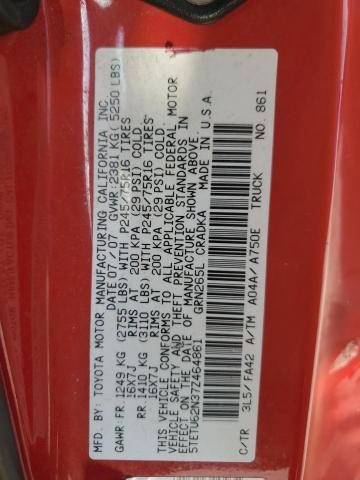 MFD. BY: TOYOTA MOTOR MANUFACTURING CALIFORNIA INC.
DATE 07 / H7 GVWR:2381 KG( 5250 LBS)
GAWR:FR 1249 KG (2755 LBS) WITH P245/75R16 TIRES
16X7J RIMS AT 200 KPA (29 PSI) COLD
RR 1410 KG (3110 LBS) WITH P245/75R16 TIRES
16X7J RIMS AT 200 KPA (29 PSI) COLD.
THIS VEHICLE CONFORMS TO ALL APPLICABLE FEDERAL MOTOR
VEHICLE SAFETY AND THEFT PREVENTION STANDARDS IN
EFFECT ON THE DATE OF MANUFACTURE SHOWN ABOVE.
5TETU62N37Z464861 GRN265L CRADKA MADE IN U.S.A.
C/TR 3L5/FA42 A/TM A04A/A750E TRUCK 861